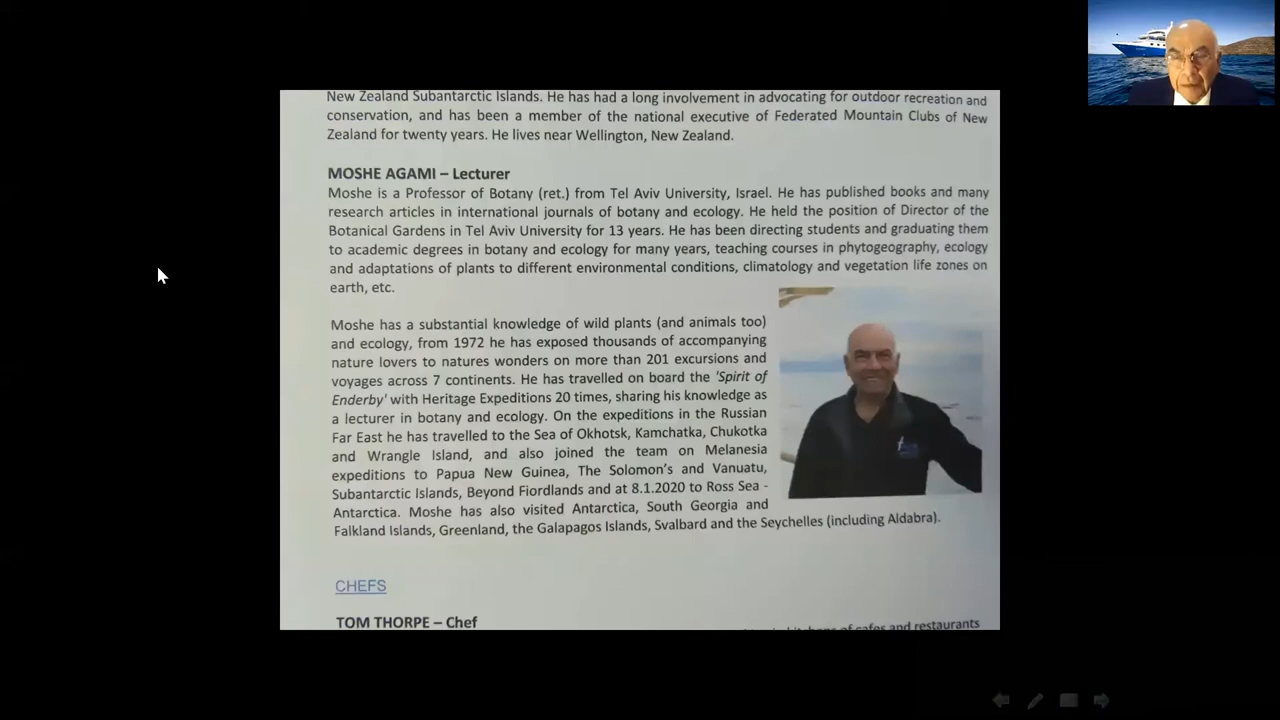 New Zealand Subantarctic Islands. He has had a long involvement in advocating for outdoor recreation and
conservation, and has been a member of the national executive of Federated Mountain Clubs of New
Zealand for twenty years. He lives near Wellington, New Zealand.
MOSHE AGAMI – Lecturer
Moshe is a Professor of Botany (ret.) from Tel Aviv University, Israel. He has published books and many
research articles in international journals of botany and ecology. He held the position of Director of the
Botanical Gardens in Tel Aviv University for 13 years. He has been directing students and graduating them
to academic degrees in botany and ecology for many years, teaching courses in phytogeography, ecology
and adaptations of plants to different environmental conditions, climatology and vegetation life zones on
earth, etc.
Moshe has a substantial knowledge of wild plants (and animals too)
and ecology, from 1972 he has exposed thousands of accompanying
nature lovers to natures wonders on more than 201 excursions and
voyages across 7 continents. He has travelled on board the 'Spirit of
Enderby' with Heritage Expeditions 20 times, sharing his knowledge as
a lecturer in botany and ecology. On the expeditions in the Russian
Far East he has travelled to the Sea of Okhotsk, Kamchatka, Chukotka
and Wrangle Island, and also joined the team on Melanesia
expeditions to Papua New Guinea, The Solomon's and Vanuatu,
Subantarctic Islands, Beyond Fiordlands and at 8.1.2020 to Ross Sea -
Antarctica. Moshe has also visited Antarctica, South Georgia and
Falkland Islands, Greenland, the Galapagos Islands, Svalbard and the Seychelles (including Aldabra).
CHEFS
TOM THORPE – Chef
kitchens of cafes and restaurants